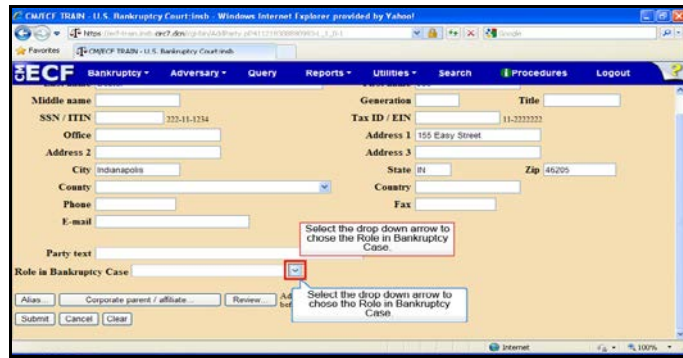 CM/ECF TRAIN - U.S. Bankruptcy Court:insb - Windows Internet Explorer provided by Yahoo!
Google
Favorites CM/ECF TRAIN - U.S. Bankruptcy Court:insb
ECF Bankruptcy Adversary Query Reports Utilities Search Procedures Logout ?
Middle name Generation Title
SSN / ITIN 222-11-1234 Tax ID / EIN 11-2222222
Office Address 1 155 Easy Street
Address 2 Address 3
City Indianapolis State IN Zip 46205
County Country
Phone Fax
E-mail
Select the drop down arrow to
chose the Role in Bankruptcy
Case.
Party text
Role in Bankruptcy Case
Alias... Corporate parent / affiliate... Review...
Select the drop down arrow to
chose the Role in Bankruptcy
Case.
Submit Cancel Clear
Internet 100%